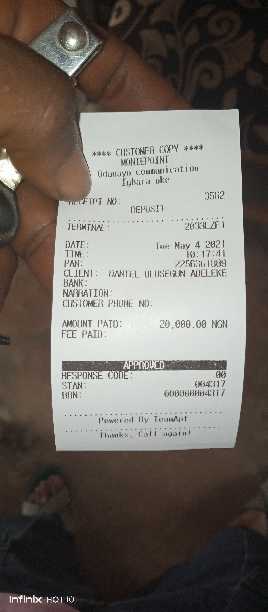 **** CUSTOMER COPY ****
MONIEPOINT
Odunayo communication
Igbara oke
RECEIPT NO: 3562
DEPOSIT
TERMINAL: 2033LZF1
DATE: Tue May 4 2021
TIME: 10:17:41
PAN:
CLIENT: DANIEL OLUSEGUN ADELEKE
BANK:
NARRATION:
CUSTOMER PHONE NO:
AMOUNT PAID: 20,000.00 NGN
FEE PAID:
APPROVED
RESPONSE CODE: 00
STAN: 004317
RRN: 000000004317
Powered By TeamApt
Thanks, Call again!
Infinix HOT 10